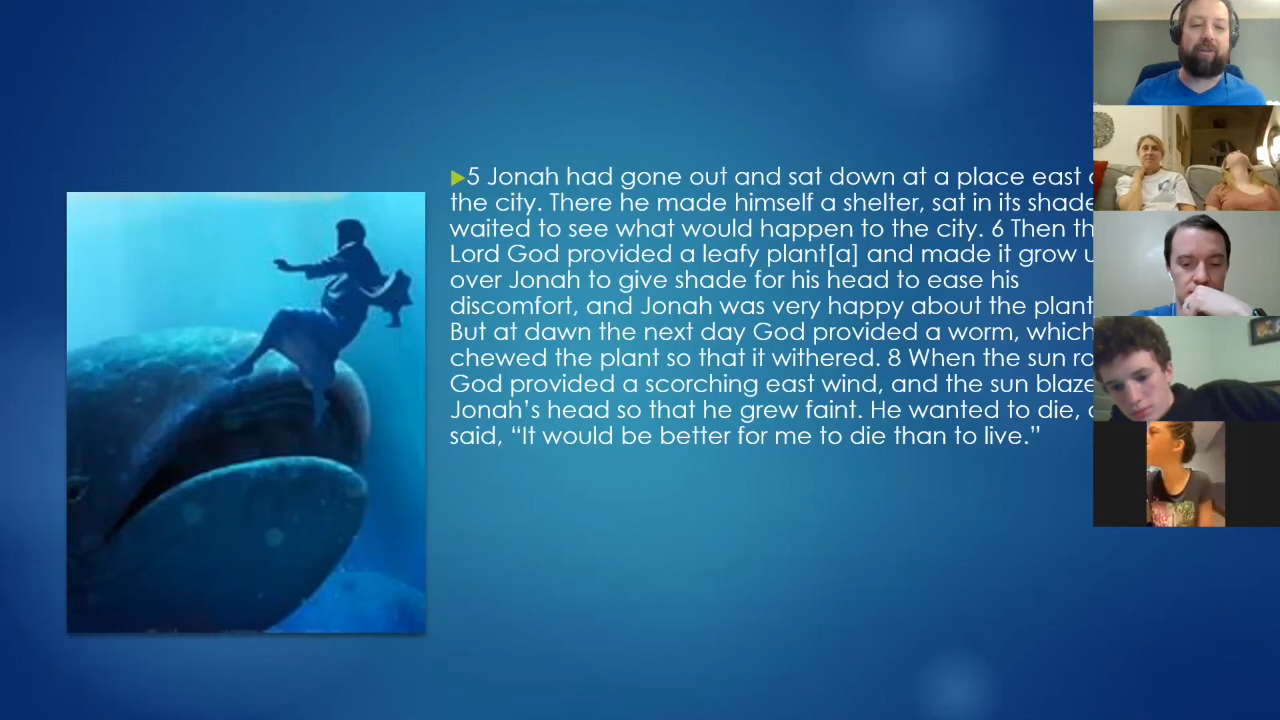 5 Jonah had gone out and sat down at a place east
the city. There he made himself a shelter, sat in its shade
waited to see what would happen to the city. 6 Then
Lord God provided a leafy plant[a] and made it grow
over Jonah to give shade for his head to ease his
discomfort, and Jonah was very happy about the plant
But at dawn the next day God provided a worm, which
chewed the plant so that it withered. 8 When the sun
God provided a scorching east wind, and the sun
Jonah’s head so that he grew faint. He wanted to die,
said, “It would be better for me to die than to live.”